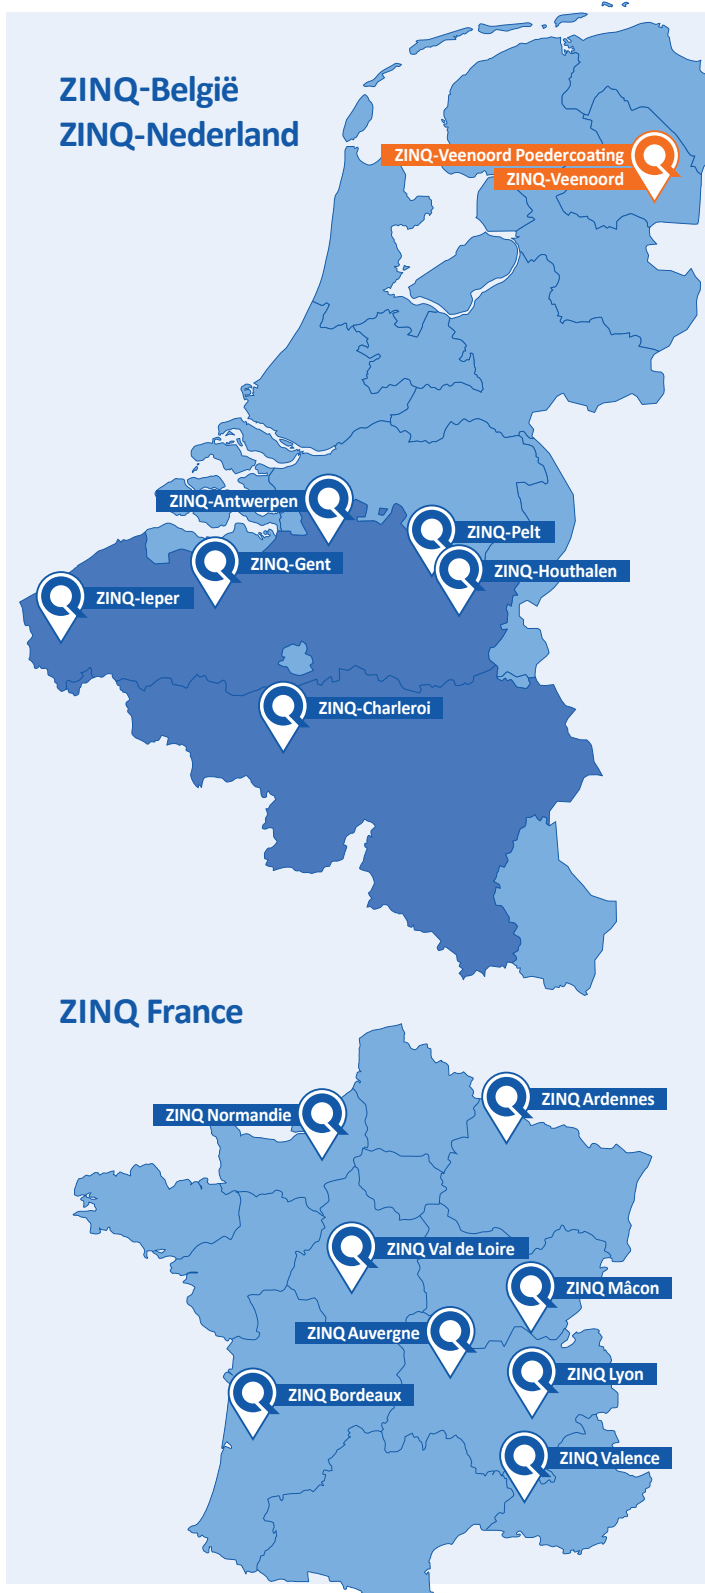 ZINQ-België
ZINQ-Nederland
ZINQ-Veenoord Poedercoating
ZINQ-Veenoord
ZINQ-Antwerpen
ZINQ-Pelt
ZINQ-Gent
ZINQ-Houthalen
ZINQ-Ieper
ZINQ-Charleroi
ZINQ France
ZINQ Ardennes
ZINQ Normandie
ZINQ Val de Loire
ZINQ Mâcon
ZINQ Auvergne
ZINQ Lyon
ZINQ Bordeaux
ZINQ Valence